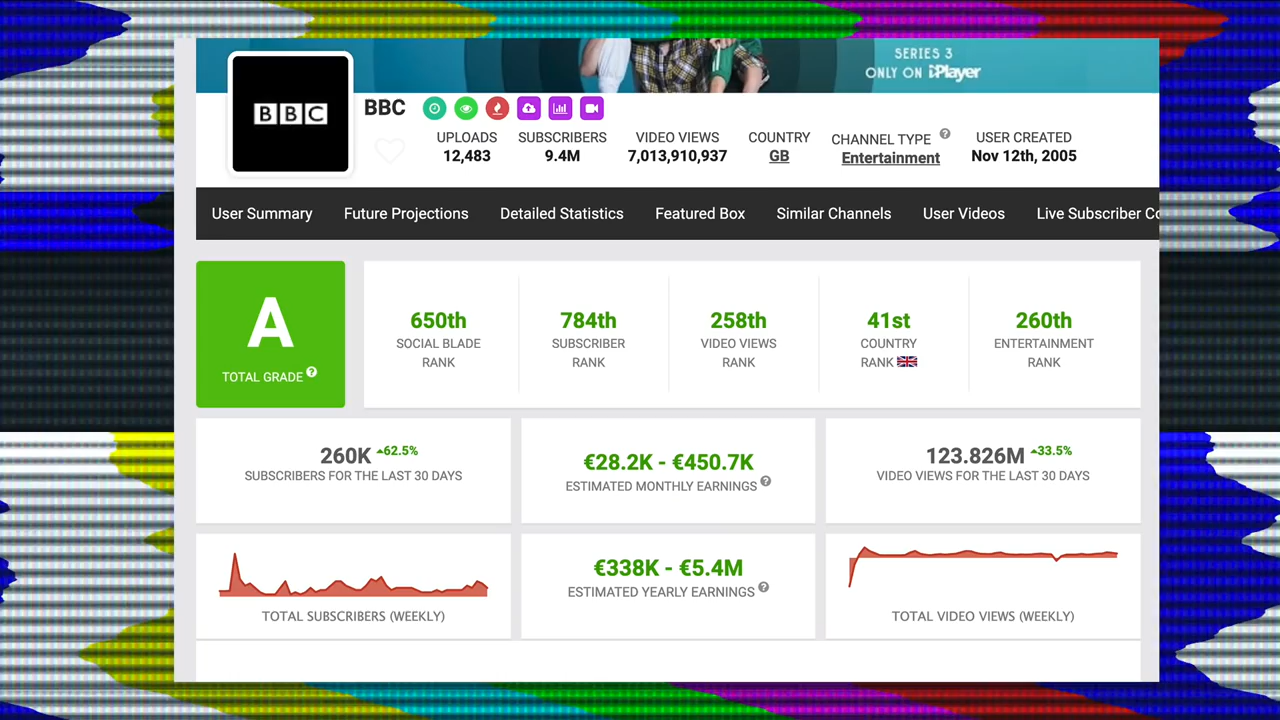 SERIES 3
ONLY ON iPlayer
BBC
BBC
UPLOADS
12,483
SUBSCRIBERS
9.4M
VIDEO VIEWS
7,013,910,937
COUNTRY
GB
CHANNEL TYPE ?
Entertainment
USER CREATED
Nov 12th, 2005
User Summary
Future Projections
Detailed Statistics
Featured Box
Similar Channels
User Videos
Live Subscriber Co
A
TOTAL GRADE ?
650th
SOCIAL BLADE
RANK
784th
SUBSCRIBER
RANK
258th
VIDEO VIEWS
RANK
41st
COUNTRY
RANK
260th
ENTERTAINMENT
RANK
260K 62.5%
SUBSCRIBERS FOR THE LAST 30 DAYS
€28.2K - €450.7K
ESTIMATED MONTHLY EARNINGS ?
123.826M 33.5%
VIDEO VIEWS FOR THE LAST 30 DAYS
TOTAL SUBSCRIBERS (WEEKLY)
€338K - €5.4M
ESTIMATED YEARLY EARNINGS ?
TOTAL VIDEO VIEWS (WEEKLY)